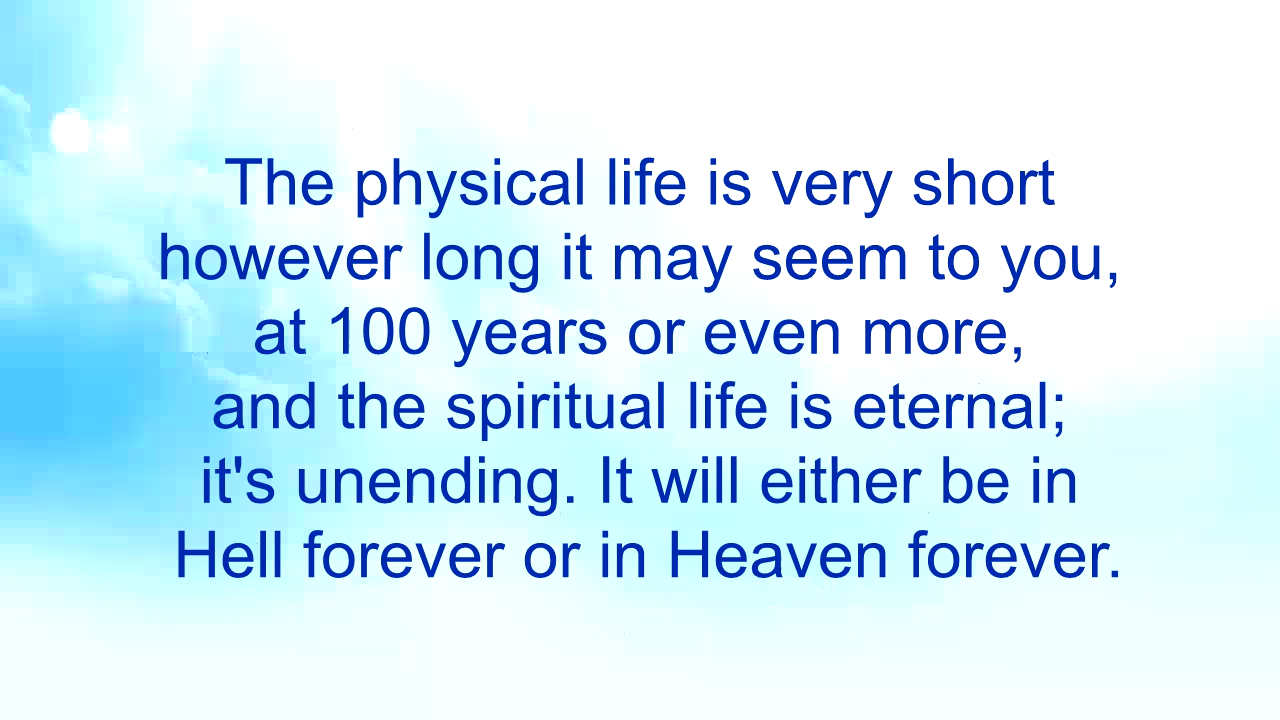 The physical life is very short
however long it may seem to you,
at 100 years or even more,
and the spiritual life is eternal;
it's unending. It will either be in
Hell forever or in Heaven forever.